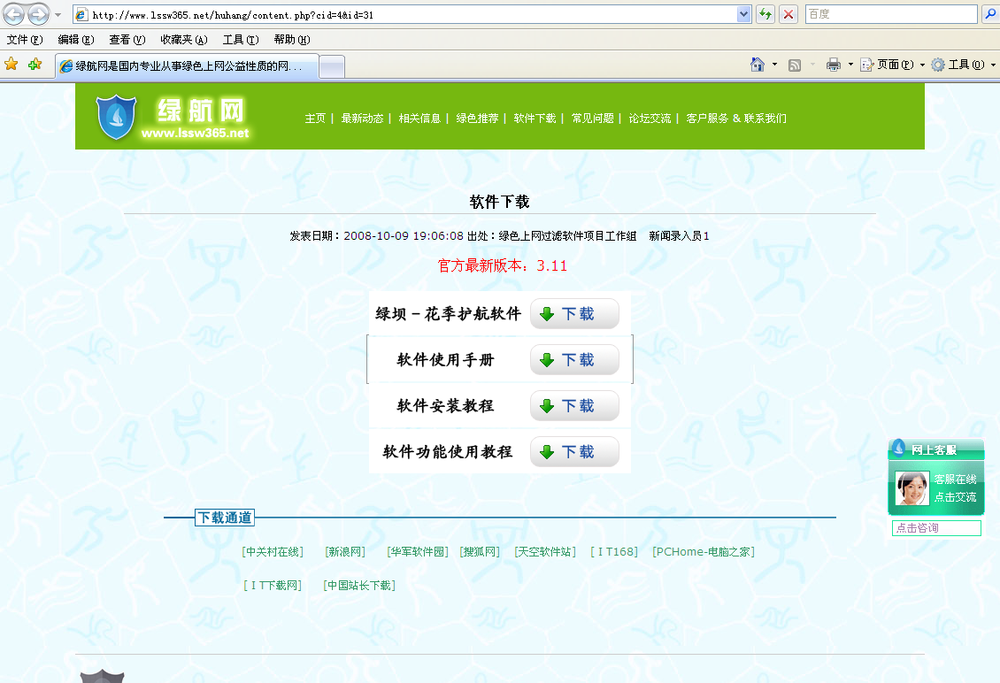 http://www.lssw365.net/huhang/content.php?cid=4&id=31 百度
文件(F) 编辑(E) 查看(V) 收藏夹(A) 工具(T) 帮助(H)
绿航网是国内专业从事绿色上网公益性质的网... 页面(P) 工具(O)
绿航网
www.lssw365.net
主页 | 最新动态 | 相关信息 | 绿色推荐 | 软件下载 | 常见问题 | 论坛交流 | 客户服务 & 联系我们
软件下载
发表日期：2008-10-09 19:06:08 出处：绿色上网过滤软件项目工作组 新闻录入员1
官方最新版本：3.11
绿坝－花季护航软件 下载
软件使用手册 下载
软件安装教程 下载
软件功能使用教程 下载
网上客服
客服在线
点击交流
点击咨询
下载通道
[中关村在线] [新浪网] [华军软件园] [搜狐网] [天空软件站] [ＩT168] [PCHome-电脑之家]
[ＩT下载网] [中国站长下载]